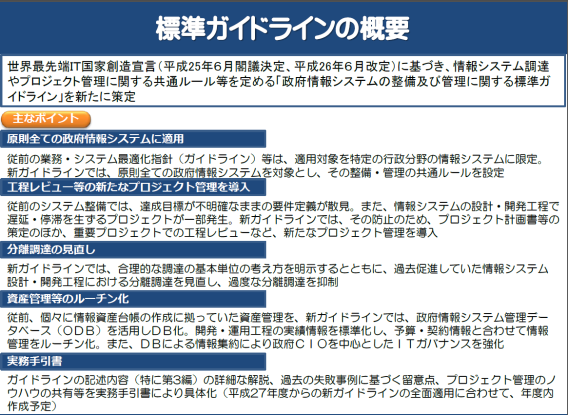 標準ガイドラインの概要
世界最先端IT国家創造宣言(平成25年6月閣議決定、平成26年6月改定)に基づき、情報システム調達
やプロジェクト管理に関する共通ルール等を定める「政府情報システムの整備及び管理に関する標準ガ
イドライン」を新たに策定
主なポイント
原則全ての政府情報システムに適用
従前の業務・システム最適化指針(ガイドライン)等は、適用対象を特定の行政分野の情報システムに限定。
新ガイドラインでは、原則全ての政府情報システムを対象とし、その整備・管理の共通ルールを設定
工程レビュー等の新たなプロジェクト管理を導入
従前のシステム整備では、達成目標が不明確なままの要件定義が散見。また、情報システムの設計・開発工程で
遅延・停滞を生ずるプロジェクトが一部発生。新ガイドラインでは、その防止のため、プロジェクト計画書等の
策定のほか、重要プロジェクトでの工程レビューなど、新たなプロジェクト管理を導入
分離調達の見直し
新ガイドラインでは、合理的な調達の基本単位の考え方を明示するとともに、過去促進していた情報システム
設計・開発工程における分離調達を見直し、過度な分離調達を抑制
資産管理等のルーチン化
従前、個々に情報資産台帳の作成に拠っていた資産管理を、新ガイドラインでは、政府情報システム管理デー
タベース(ODB)を活用しDB化。開発・運用工程の実績情報を標準化し、予算・契約情報と合わせて情報
管理をルーチン化。また、DBによる情報集約により政府CIOを中心としたITガバナンスを強化
実務手引書
ガイドラインの記述内容(特に第3編)の詳細な解説、過去の失敗事例に基づく留意点、プロジェクト管理のノ
ウハウの共有等を実務手引書により具体化(平成27年度からの新ガイドラインの全面適用に合わせて、年度内
作成予定)